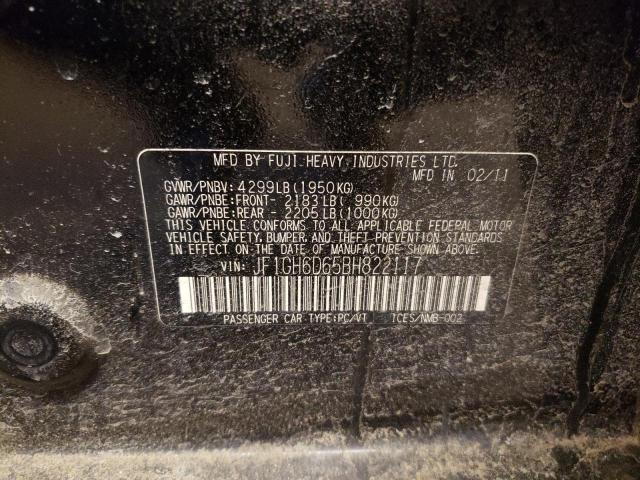 MFD BY FUJI HEAVY INDUSTRIES LTD.
MFD IN 02/11
GVWR/PNBV: 4299LB(1950KG)
GAWR/PNBE:FRONT- 2183LB( 990KG)
GAWR/PNBE:REAR - 2205LB(1000KG)
THIS VEHICLE CONFORMS TO ALL APPLICABLE FEDERAL MOTOR
VEHICLE SAFETY, BUMPER, AND THEFT PREVENTION STANDARDS
IN EFFECT ON THE DATE OF MANUFACTURE SHOWN ABOVE.
VIN: JF1GH6D65BH822117
PASSENGER CAR TYPE:PC/VT ICES/NMB-002